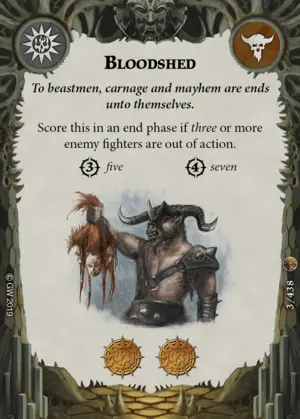 BLOODSHED
To beastmen, carnage and mayhem are ends
unto themselves.
Score this in an end phase if three or more
enemy fighters are out of action.
3 five 4 seven
© GW 2019
3/438